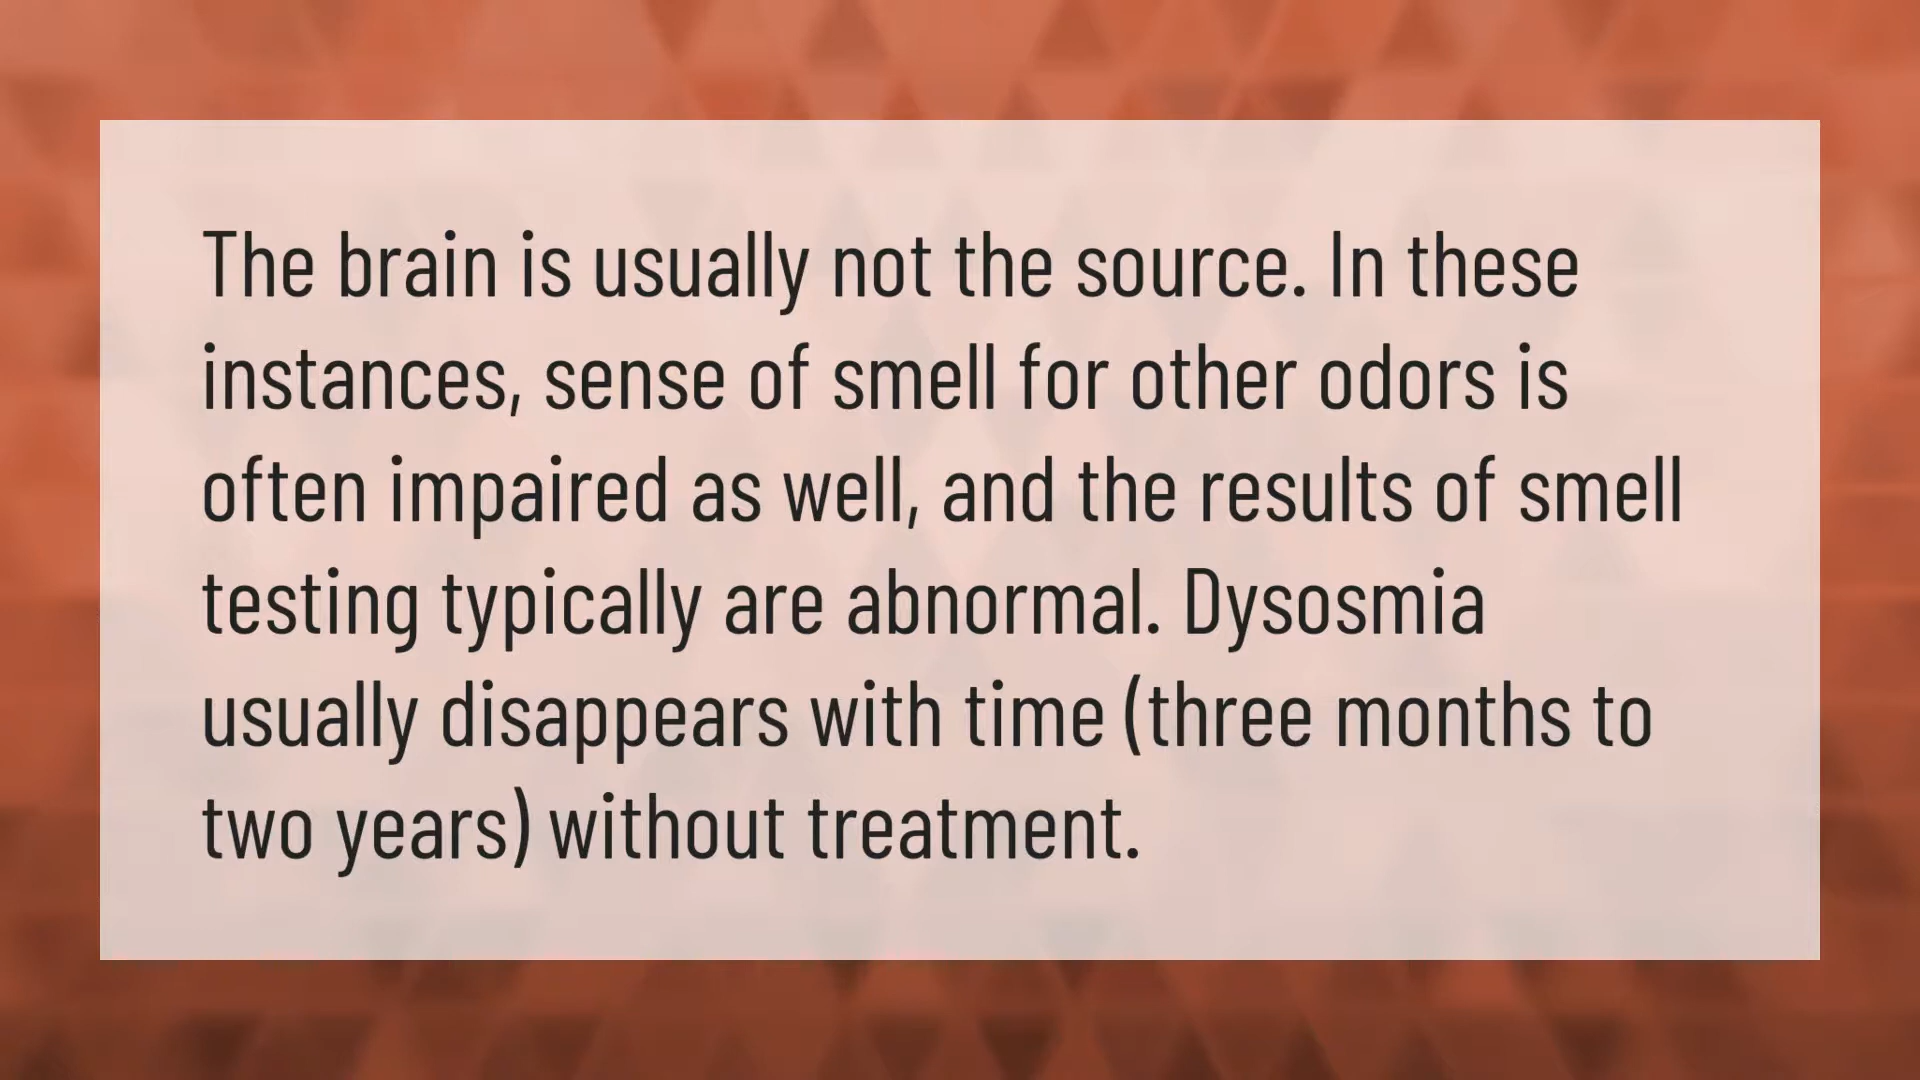 The brain is usually not the source. In these
instances, sense of smell for other odors is
often impaired as well, and the results of smell
testing typically are abnormal. Dysosmia
usually disappears with time (three months to
two years) without treatment.